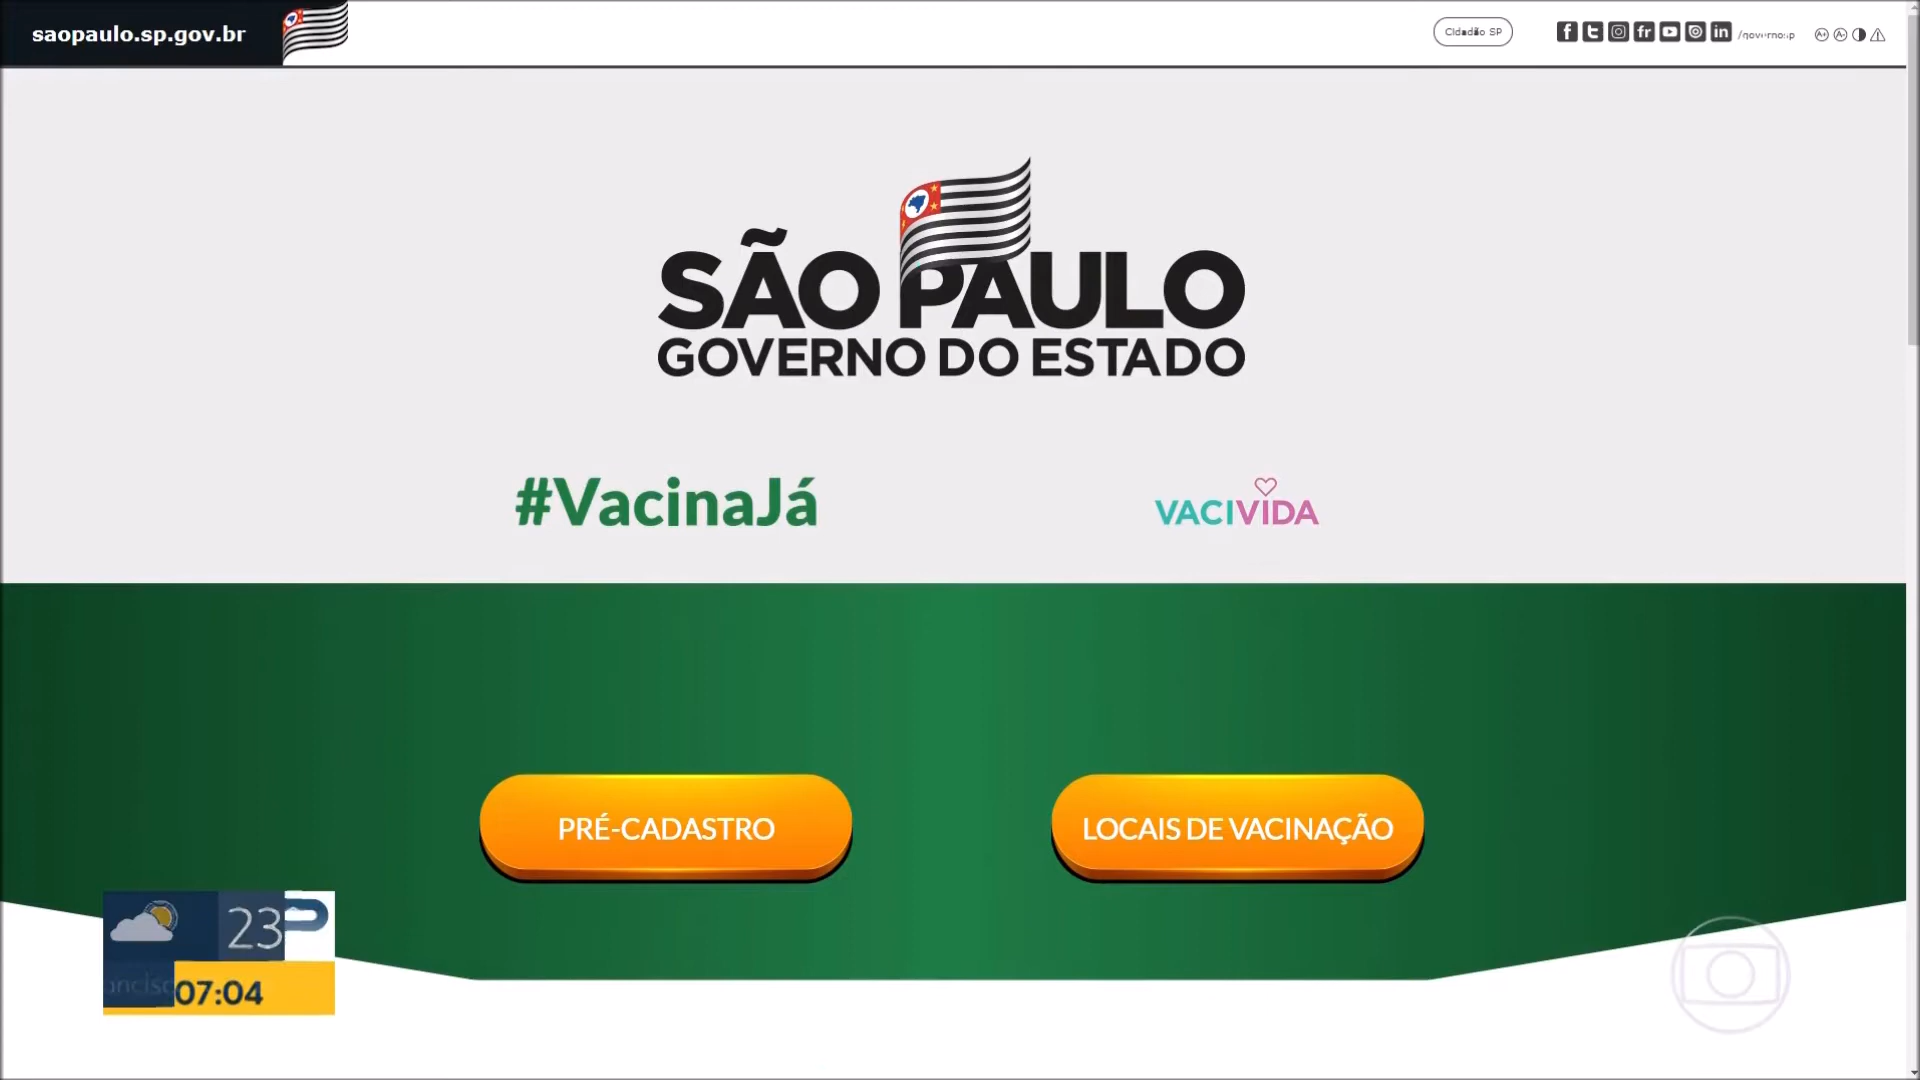 saopaulo.sp.gov.br
Cidadão SP
SÃO PAULO
GOVERNO DO ESTADO
#VacinaJá
VACIVIDA
PRÉ-CADASTRO
LOCAIS DE VACINAÇÃO
23
07:04